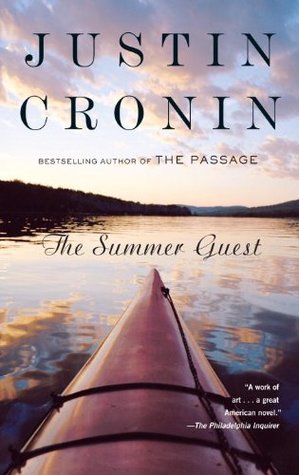 JUSTIN
CRONIN
BESTSELLING AUTHOR OF THE PASSAGE
The Summer Guest
"A work of
art . . . a great
American novel."
—The Philadelphia Inquirer